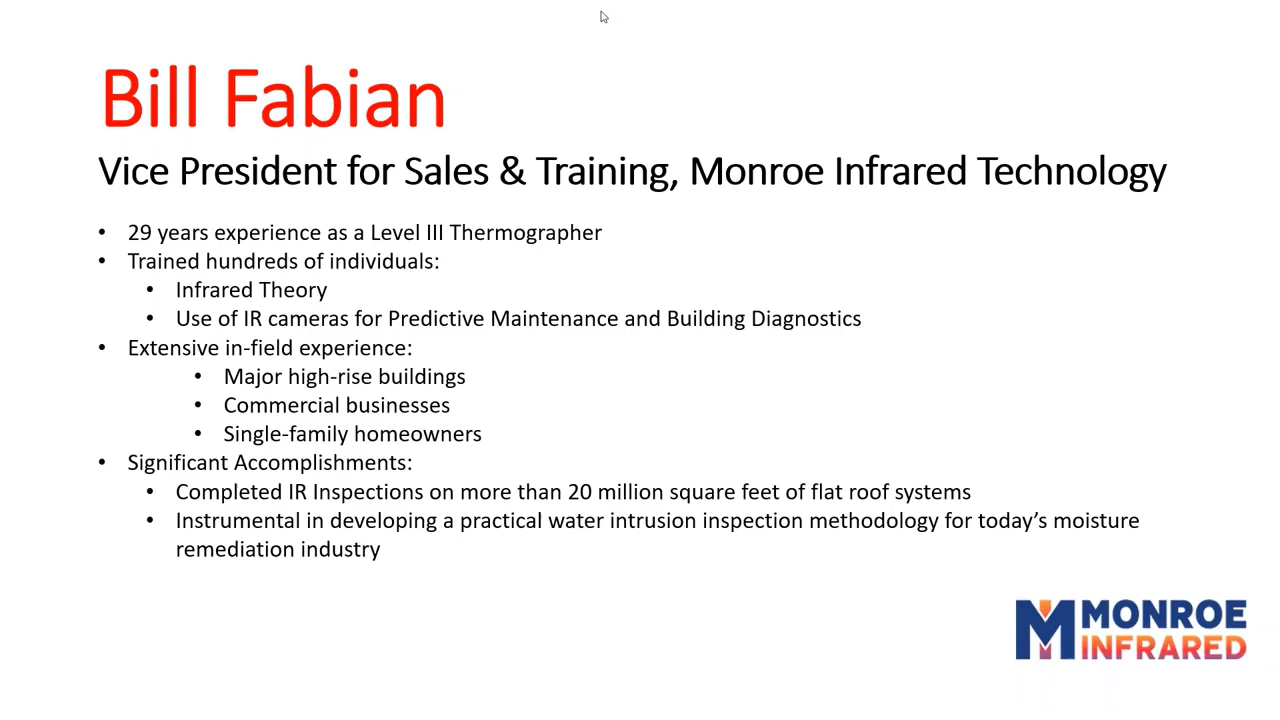 Bill Fabian
Vice President for Sales & Training, Monroe Infrared Technology
• 29 years experience as a Level III Thermographer
• Trained hundreds of individuals:
• Infrared Theory
• Use of IR cameras for Predictive Maintenance and Building Diagnostics
• Extensive in-field experience:
• Major high-rise buildings
• Commercial businesses
• Single-family homeowners
• Significant Accomplishments:
• Completed IR Inspections on more than 20 million square feet of flat roof systems
• Instrumental in developing a practical water intrusion inspection methodology for today’s moisture
remediation industry
M MONROE
INFRARED